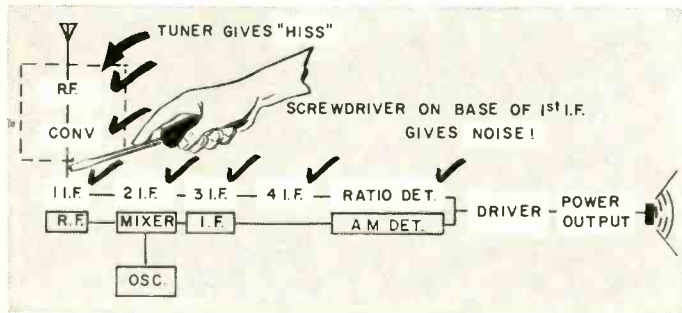 TUNER GIVES "HISS"
R.F.
CONV
SCREWDRIVER ON BASE OF 1st I.F.
GIVES NOISE!
1 I.F. — 2 I.F. — 3 I.F. — 4 I.F. — RATIO DET.
R.F. MIXER I.F. AM DET.
DRIVER — POWER
OUTPUT
OSC.